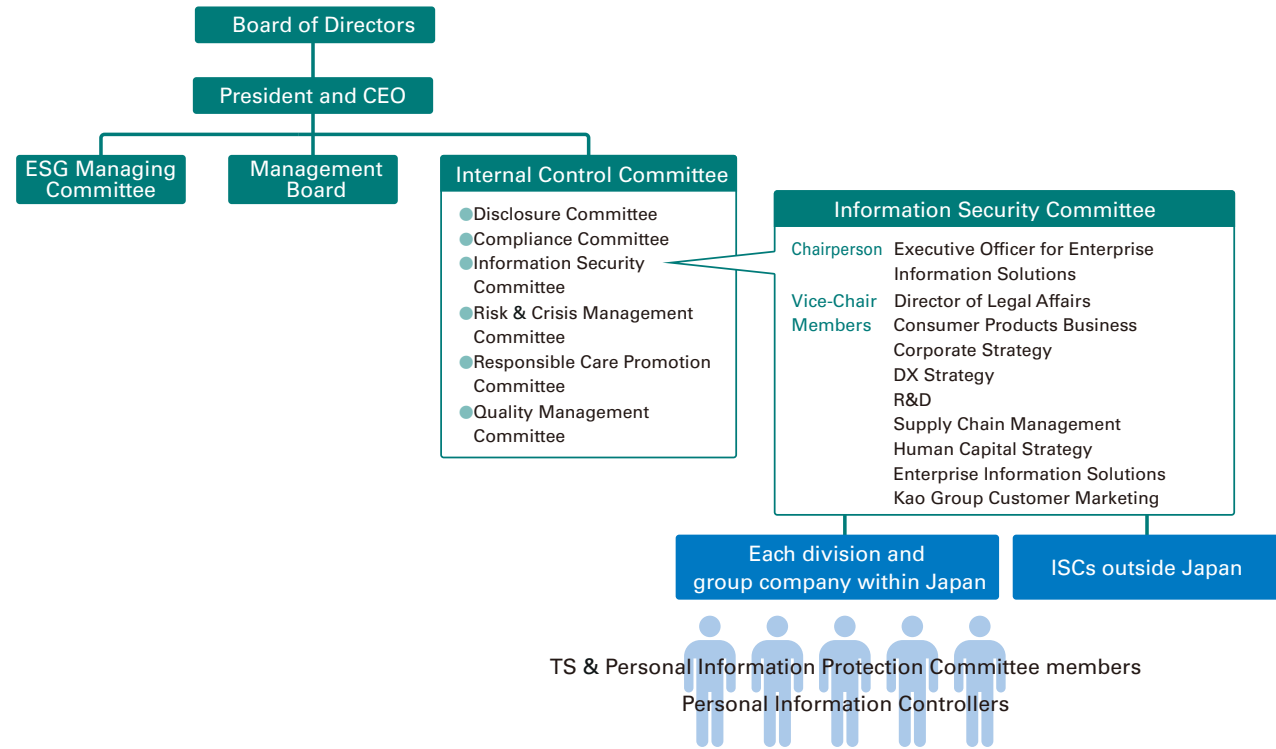 Board of Directors
President and CEO
ESG Managing
Committee
Management
Board
Internal Control Committee
●Disclosure Committee
●Compliance Committee
●Information Security
Committee
●Risk & Crisis Management
Committee
●Responsible Care Promotion
Committee
●Quality Management
Committee
Information Security Committee
Chairperson Executive Officer for Enterprise
Information Solutions
Vice-Chair Director of Legal Affairs
Members Consumer Products Business
Corporate Strategy
DX Strategy
R&D
Supply Chain Management
Human Capital Strategy
Enterprise Information Solutions
Kao Group Customer Marketing
Each division and
group company within Japan
ISCs outside Japan
TS & Personal Information Protection Committee members
Personal Information Controllers